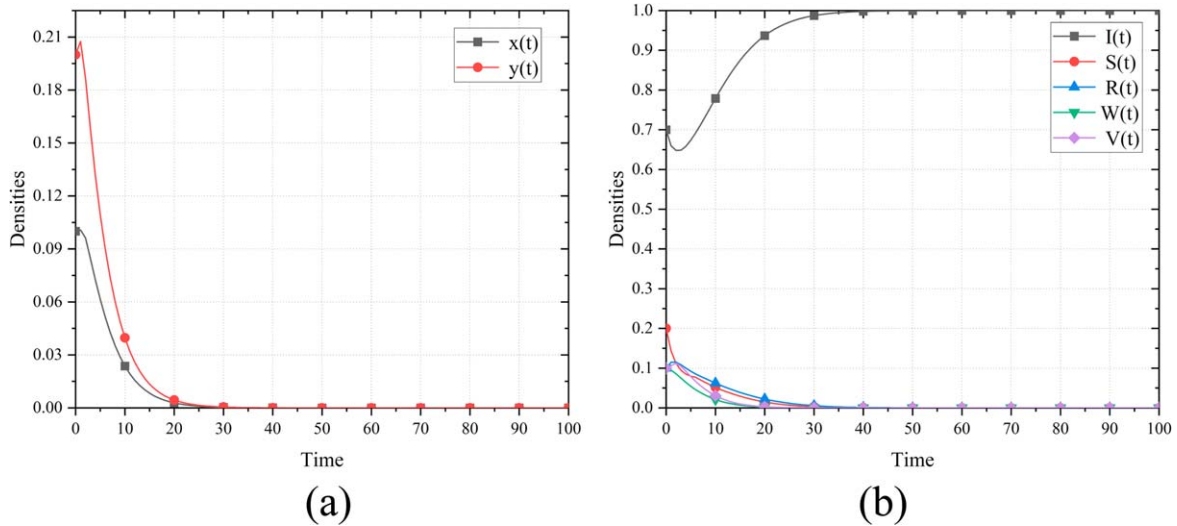 0.21
0.18
0.15
0.12
0.09
0.06
0.03
0.00
Densities
x(t)
y(t)
0 10 20 30 40 50 60 70 80 90 100
Time
(a)
1.0
0.9
0.8
0.7
0.6
0.5
0.4
0.3
0.2
0.1
0.0
Densities
I(t)
S(t)
R(t)
W(t)
V(t)
0 10 20 30 40 50 60 70 80 90 100
Time
(b)